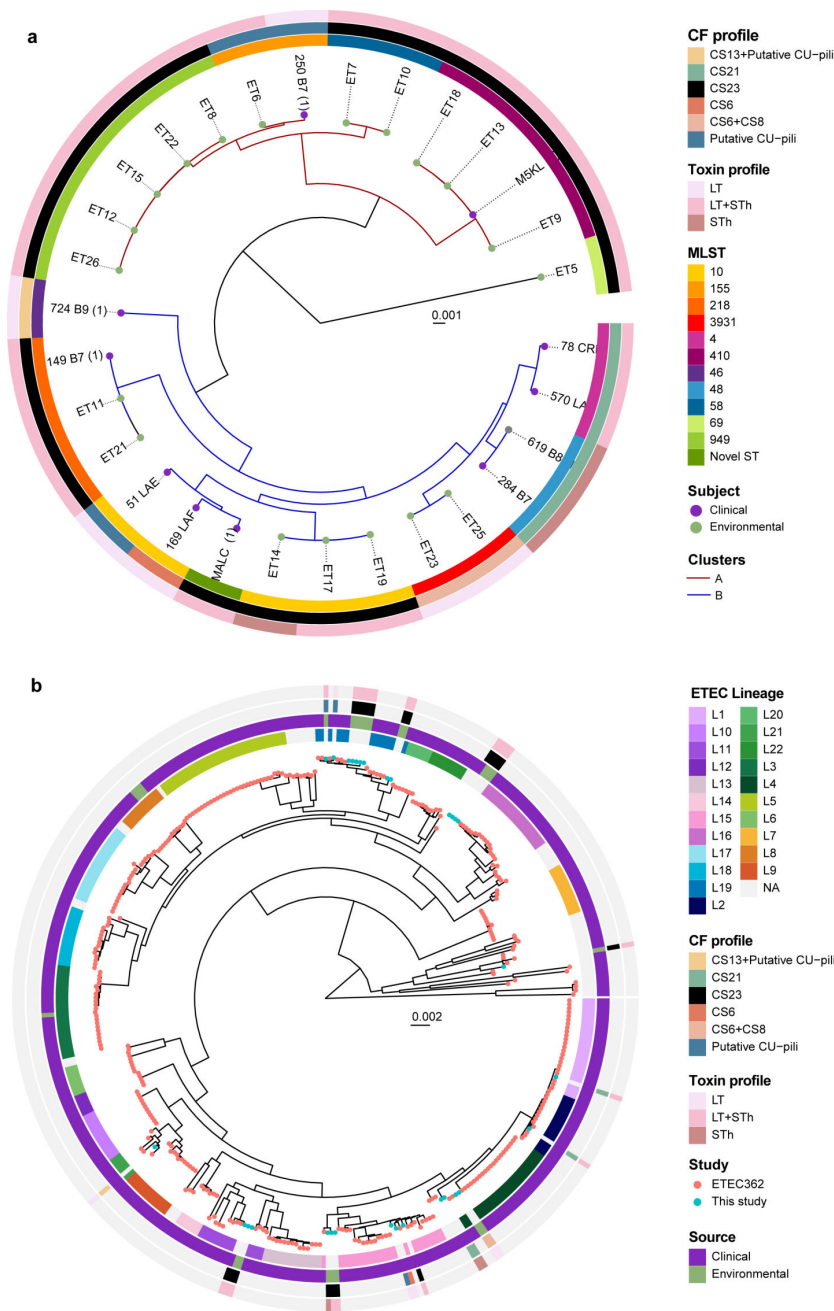 a
CF profile
CS13+Putative CU-pili
CS21
CS23
CS6
CS6+CS8
Putative CU-pili
Toxin profile
LT
LT+STh
STh
MLST
10
155
218
3931
4
410
46
48
58
69
949
Novel ST
Subject
Clinical
Environmental
Clusters
A
B
250 B7 (1)
ET7
ET10
ET18
ET13
M5KL
ET9
ET5
ET6
ET8
ET22
ET15
ET12
ET26
724 B9 (1)
149 B7 (1)
ET11
ET21
51 LAE
169 LAF
MALC (1)
ET14
ET17
ET19
ET23
ET25
284 B7
619 B8
570 LA
78 CR
0.001
b
ETEC Lineage
L1
L10
L11
L12
L13
L14
L15
L16
L17
L18
L19
L2
L20
L21
L22
L3
L4
L5
L6
L7
L8
L9
NA
CF profile
CS13+Putative CU-pili
CS21
CS23
CS6
CS6+CS8
Putative CU-pili
Toxin profile
LT
LT+STh
STh
Study
ETEC362
This study
Source
Clinical
Environmental
0.002